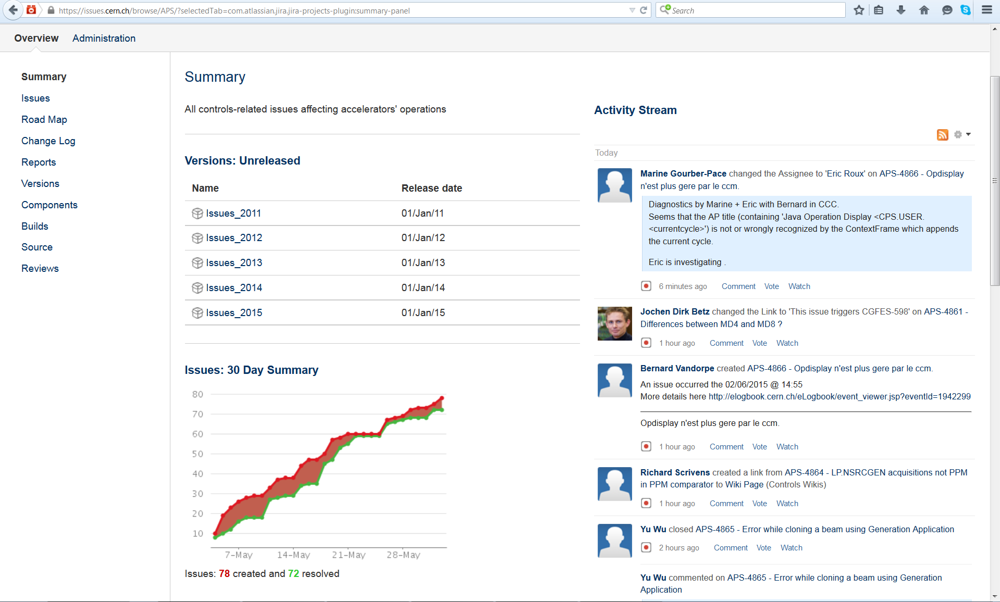 https://issues.cern.ch/browse/APS/?selectedTab=com.atlassian.jira.jira-projects-plugin:summary-panel
Search
Overview
Administration
Summary
Issues
Road Map
Change Log
Reports
Versions
Components
Builds
Source
Reviews
Summary
All controls-related issues affecting accelerators' operations
Versions: Unreleased
Name Release date
Issues_2011 01/Jan/11
Issues_2012 01/Jan/12
Issues_2013 01/Jan/13
Issues_2014 01/Jan/14
Issues_2015 01/Jan/15
Issues: 30 Day Summary
80
70
60
50
40
30
20
10
7-May 14-May 21-May 28-May
Issues: 78 created and 72 resolved
Activity Stream
Today
Marine Gourber-Pace changed the Assignee to 'Eric Roux' on APS-4866 - Opdisplay
n'est plus gere par le ccm.
Diagnostics by Marine + Eric with Bernard in CCC.
Seems that the AP title (containing 'Java Operation Display <CPS.USER.
<currentcycle>') is not or wrongly recognized by the ContextFrame which appends
the current cycle.
Eric is investigating .
6 minutes ago Comment Vote Watch
Jochen Dirk Betz changed the Link to 'This issue triggers CGFES-598' on APS-4861 -
Differences between MD4 and MD8 ?
1 hour ago Comment Vote Watch
Bernard Vandorpe created APS-4866 - Opdisplay n'est plus gere par le ccm.
An issue occurred the 02/06/2015 @ 14:55
More details here http://elogbook.cern.ch/eLogbook/event_viewer.jsp?eventId=1942299
Opdisplay n'est plus gere par le ccm.
1 hour ago Comment Vote Watch
Richard Scrivens created a link from APS-4864 - LP.NSRCGEN acquisitions not PPM
in PPM comparator to Wiki Page (Controls Wikis)
1 hour ago Comment Vote Watch
Yu Wu closed APS-4865 - Error while cloning a beam using Generation Application
2 hours ago Comment Vote Watch
Yu Wu commented on APS-4865 - Error while cloning a beam using Generation
Application